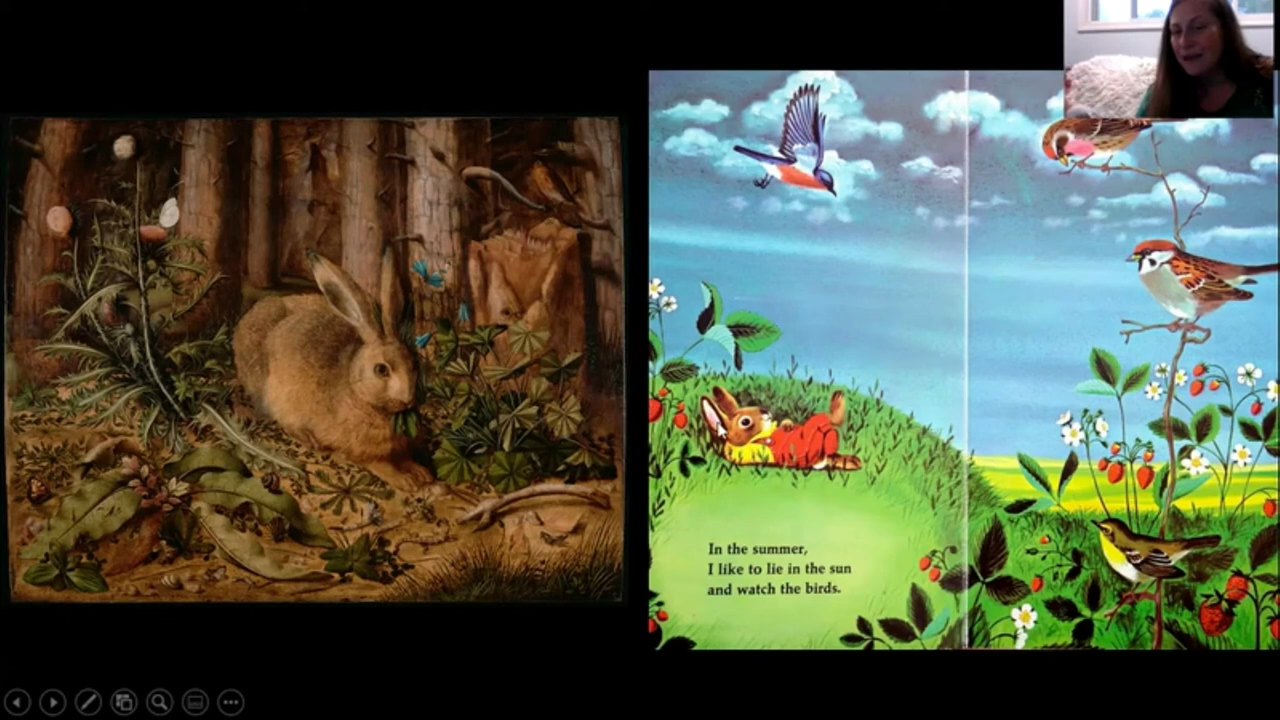 In the summer,
I like to lie in the sun
and watch the birds.